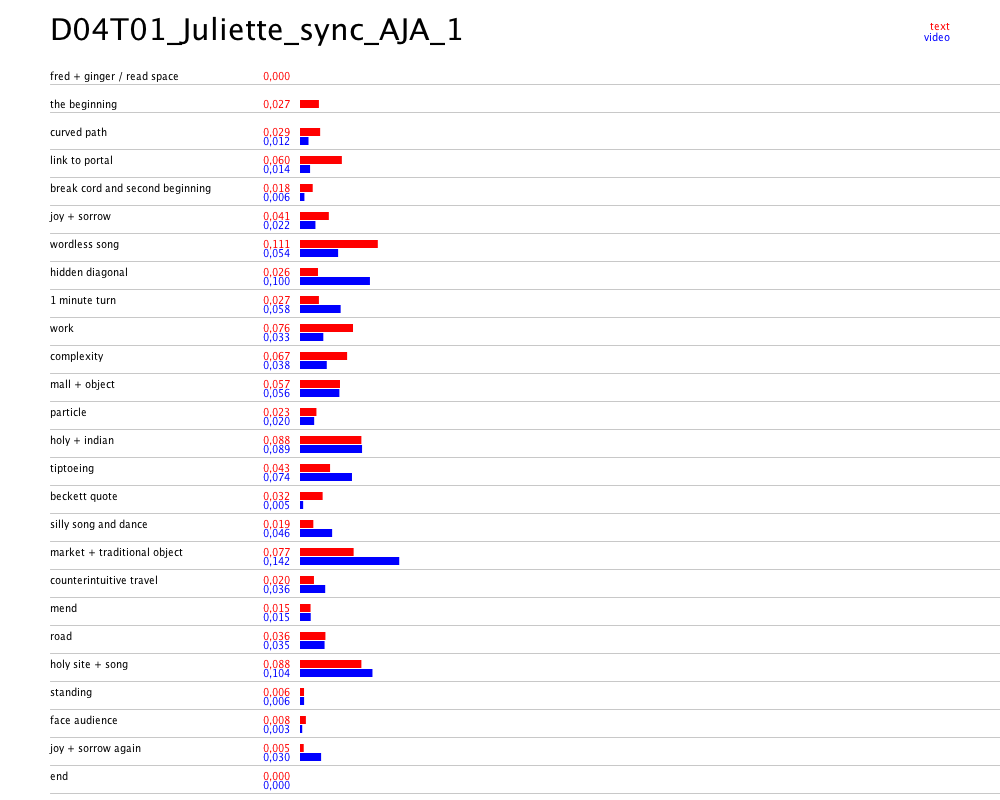 D04T01_Juliette_sync_AJA_1
text
video
fred + ginger / read space 0,000
the beginning 0,027
curved path 0,029
0,012
link to portal 0,060
0,014
break cord and second beginning 0,018
0,006
joy + sorrow 0,041
0,022
wordless song 0,111
0,054
hidden diagonal 0,026
0,100
1 minute turn 0,027
0,058
work 0,076
0,033
complexity 0,067
0,038
mall + object 0,057
0,056
particle 0,023
0,020
holy + indian 0,088
0,089
tiptoeing 0,043
0,074
beckett quote 0,032
0,005
silly song and dance 0,019
0,046
market + traditional object 0,077
0,142
counterintuitive travel 0,020
0,036
mend 0,015
0,015
road 0,036
0,035
holy site + song 0,088
0,104
standing 0,006
0,006
face audience 0,008
0,003
joy + sorrow again 0,005
0,030
end 0,000
0,000